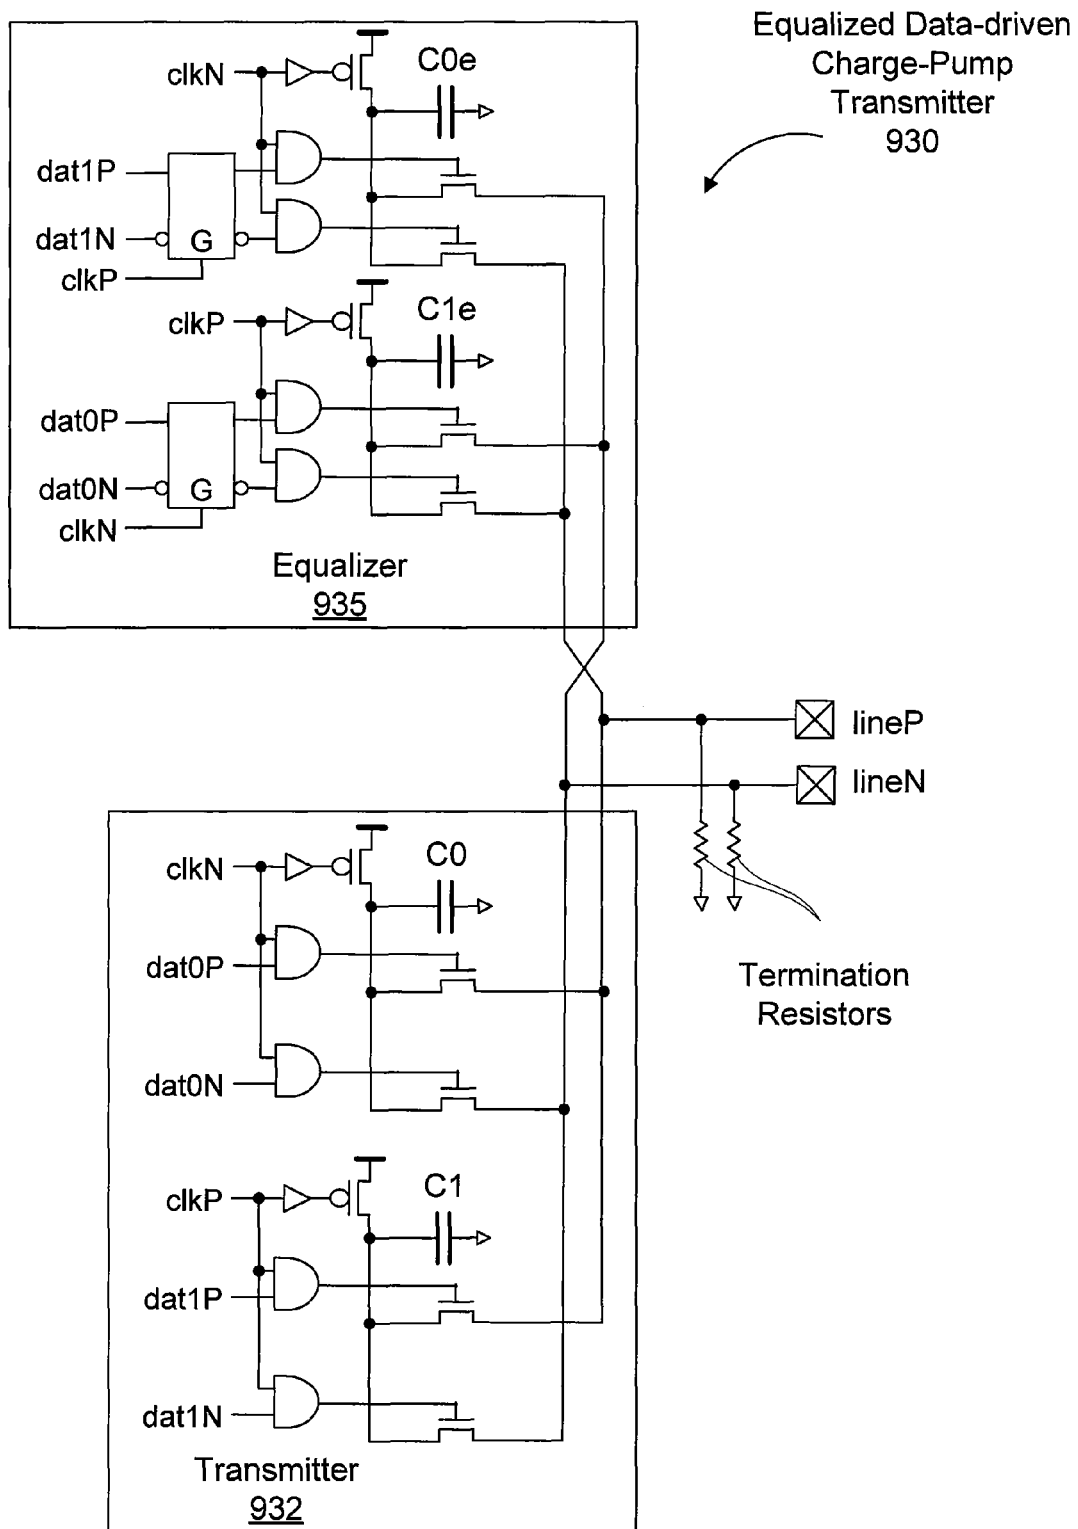 Equalized Data-driven
Charge-Pump
Transmitter
930
clkN
C0e
dat1P
dat1N
G
clkP
clkP
C1e
dat0P
dat0N
G
clkN
Equalizer
935
lineP
lineN
Termination
Resistors
clkN
C0
dat0P
dat0N
clkP
C1
dat1P
dat1N
Transmitter
932